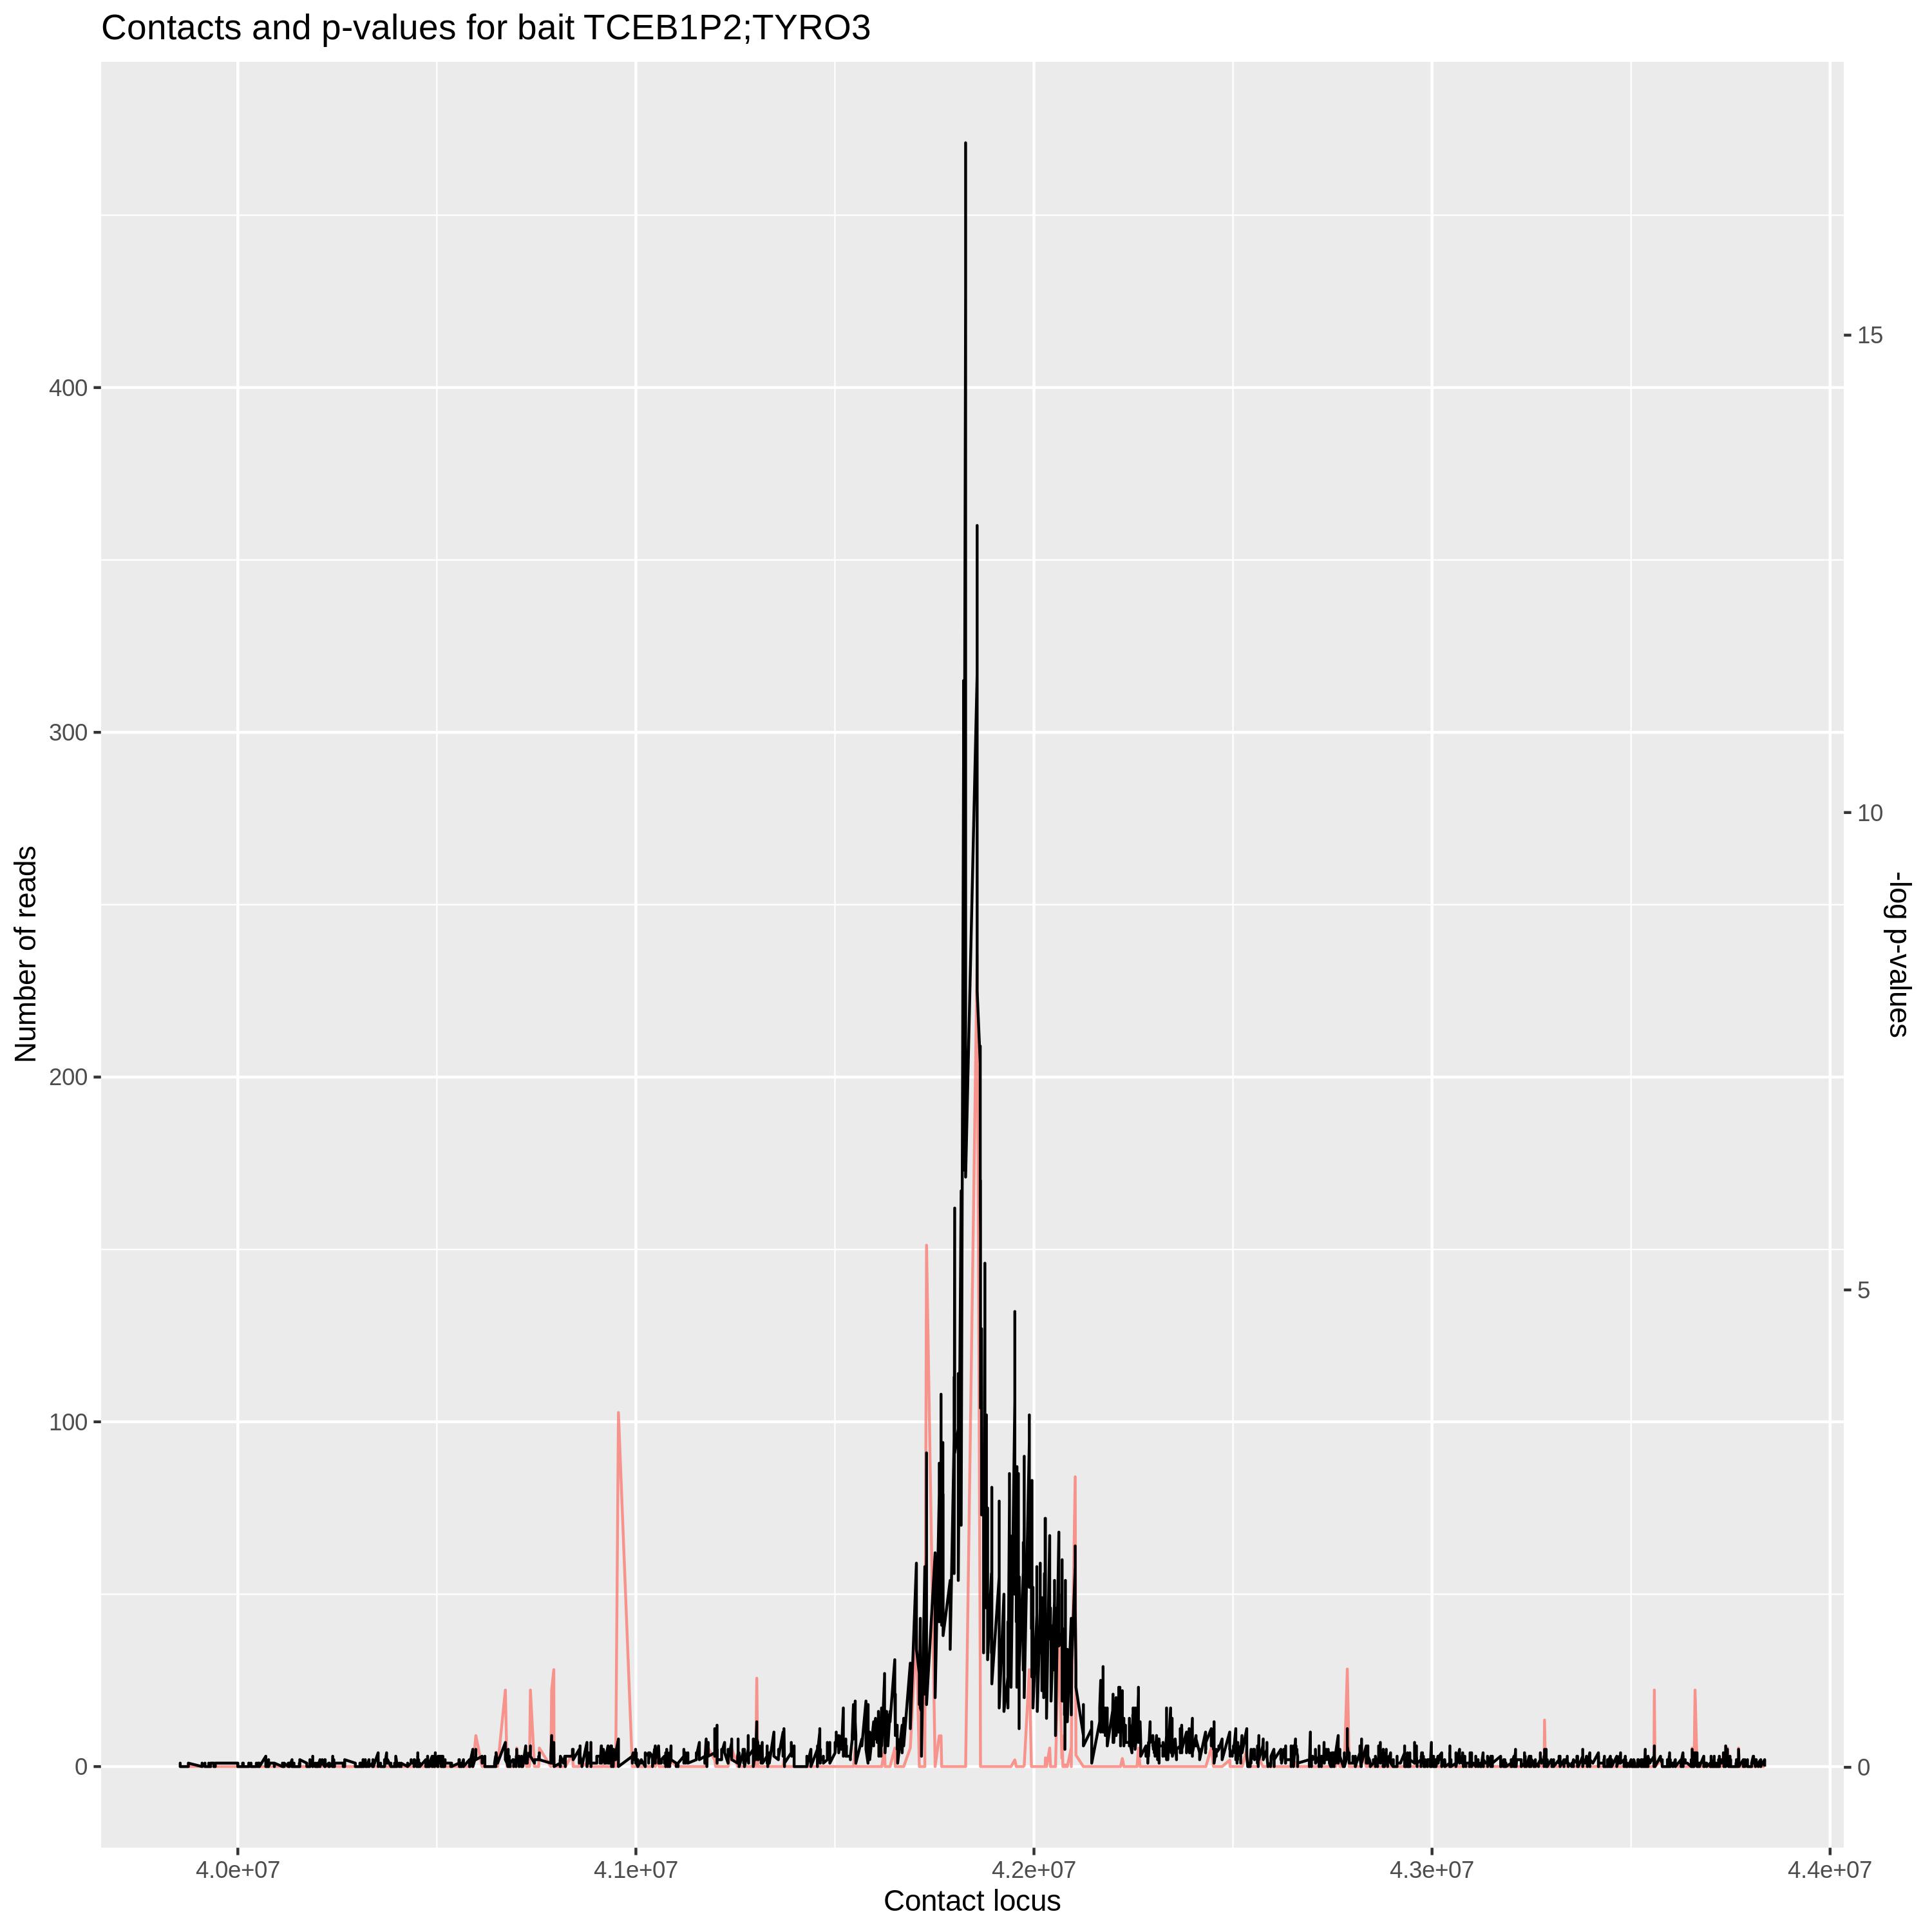 Contacts and p-values for bait TCEB1P2;TYRO3
Number of reads
400
300
200
100
0
15
10
5
0
-log p-values
4.0e+07
4.1e+07
4.2e+07
4.3e+07
4.4e+07
Contact locus